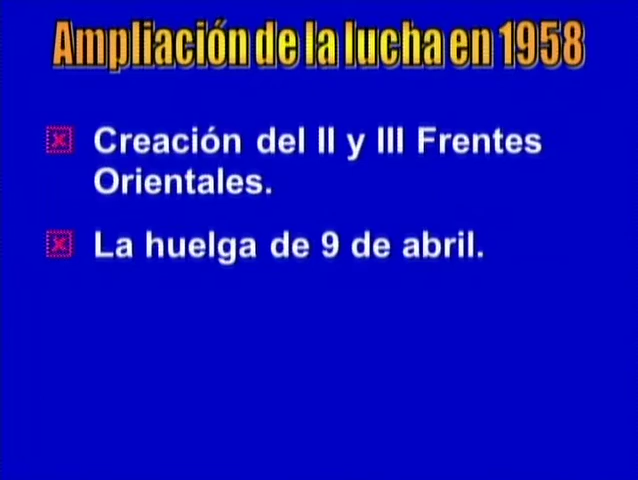 Ampliación de la lucha en 1958
Creación del II y III Frentes
Orientales.
La huelga de 9 de abril.